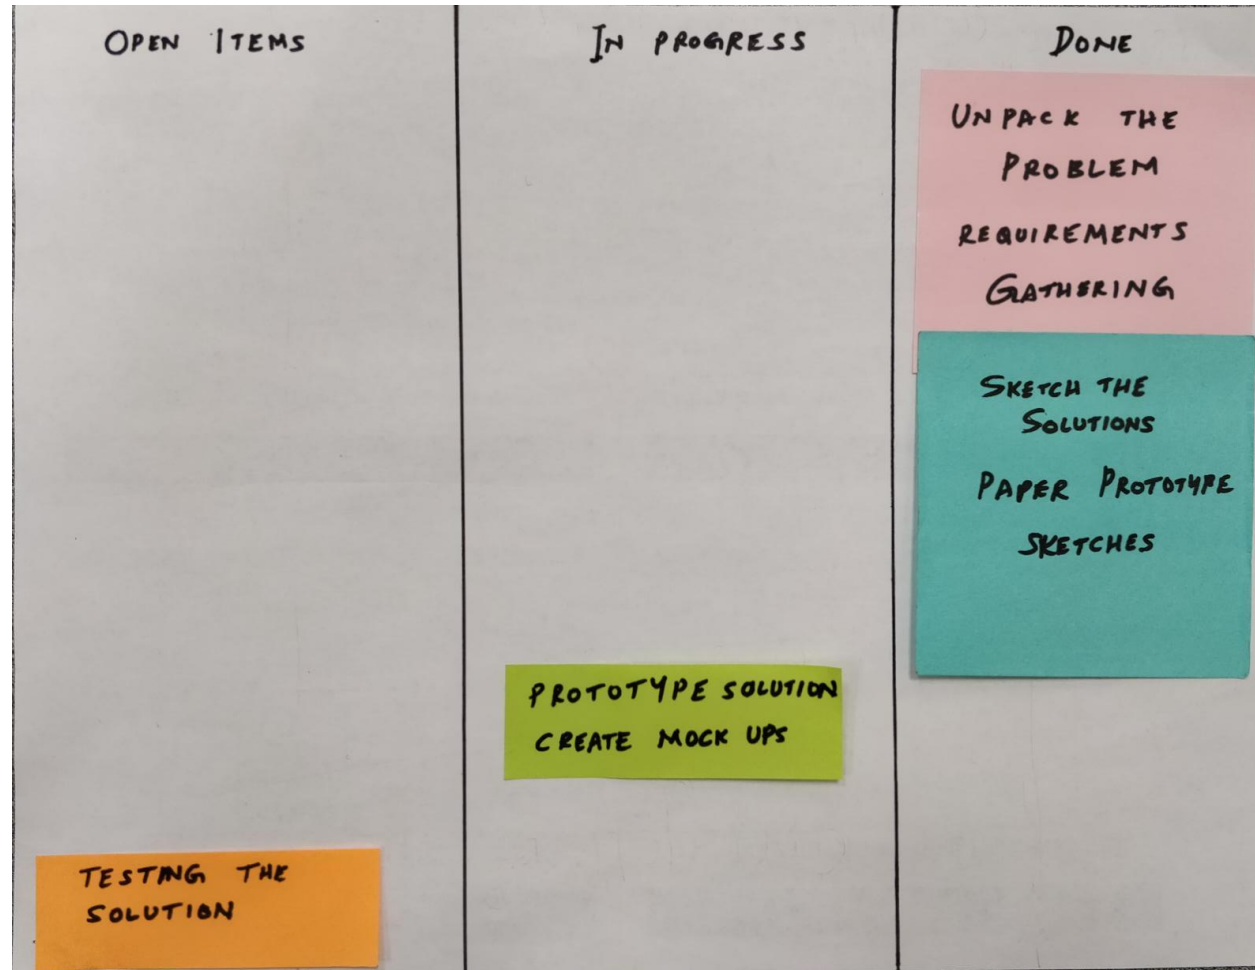 OPEN ITEMS
TESTING THE
SOLUTION
IN PROGRESS
PROTOTYPE SOLUTION
CREATE MOCK UPS
DONE
UNPACK THE
PROBLEM
REQUIREMENTS
GATHERING
SKETCH THE
SOLUTIONS
PAPER PROTOTYPE
SKETCHES